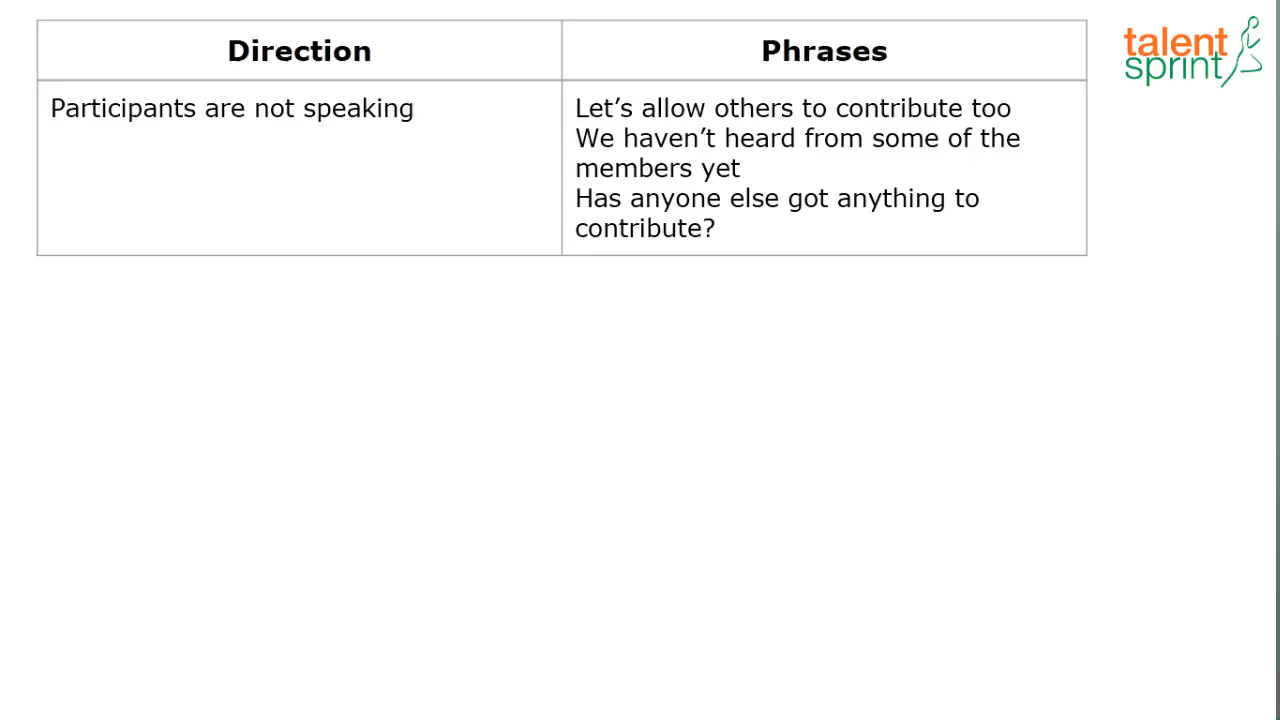 Direction
Phrases
talent
sprint
Participants are not speaking
Let’s allow others to contribute too
We haven’t heard from some of the
members yet
Has anyone else got anything to
contribute?